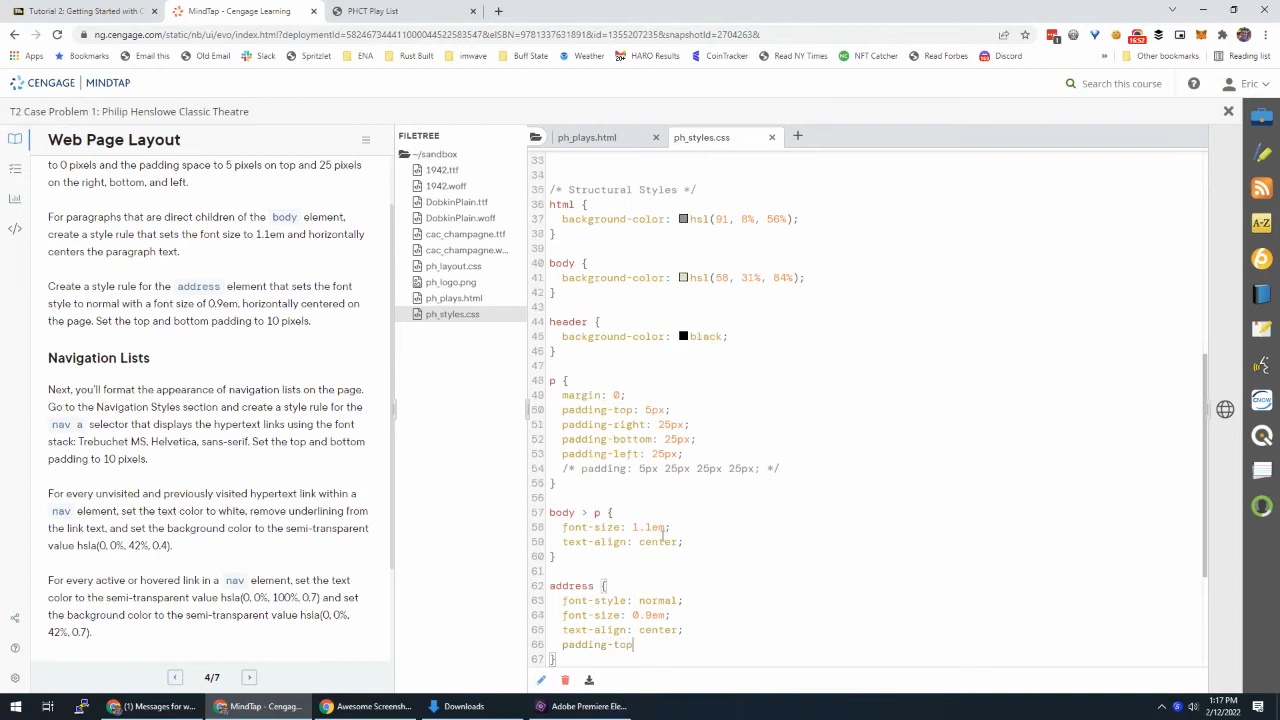 Tutorial 2: Getting Started with C
MindTap - Cengage Learning
PHCT Play List
ng.cengage.com/static/nb/ui/evo/index.html?deploymentId=58246734411000044522583547&eISBN=9781337631891&id=1355207235&snapshotId=2704263&
Apps
Bookmarks
Email this
Old Email
Slack
Spritzlet
ENA
Rust Built
imwave
Buff State
Weather
HARO Results
CoinTracker
Read NY Times
NFT Catcher
Read Forbes
Discord
Other bookmarks
Reading list
CENGAGE | MINDTAP
Search this course
Eric
T2 Case Problem 1: Philip Henslowe Classic Theatre
Web Page Layout
to 0 pixels and the padding space to 5 pixels on top and 25 pixels
on the right, bottom, and left.
For paragraphs that are direct children of the body element,
create a style rule that sets the font size to 1.1em and horizontally
centers the paragraph text.
Create a style rule for the address element that sets the font
style to normal with a font size of 0.9em, horizontally centered on
the page. Set the top and bottom padding to 10 pixels.
Navigation Lists
Next, you'll format the appearance of navigation lists on the page.
Go to the Navigation Styles section and create a style rule for the
nav a selector that displays the hypertext links using the font
stack: Trebuchet MS, Helvetica, sans-serif. Set the top and bottom
padding to 10 pixels.
For every unvisited and previously visited hypertext link within a
nav element, set the text color to white, remove underlining from
the link text, and set the background color to the semi-transparent
value hsla(0, 0%, 42%, 0.4).
For every active or hovered link in a nav element, set the text
color to the semi-transparent value hsla(0, 0%, 100%, 0.7) and set
the background color to the semi-transparent value hsia(0, 0%,
42%, 0.7).
4/7
FILETREE
~/sandbox
1942.ttf
1942.woff
DobkinPlain.ttf
DobkinPlain.woff
cac_champagne.ttf
cac_champagne.w...
ph_layout.css
ph_logo.png
ph_plays.html
ph_styles.css
ph_plays.html
ph_styles.css
33
34
35 /* Structural Styles */
36 html {
37 background-color: hsl(91, 8%, 56%);
38 }
39
40 body {
41 background-color: hsl(58, 31%, 84%);
42 }
43
44 header {
45 background-color: black;
46 }
47
48 p {
49 margin: 0;
50 padding-top: 5px;
51 padding-right: 25px;
52 padding-bottom: 25px;
53 padding-left: 25px;
54 /* padding: 5px 25px 25px 25px; */
55 }
56
57 body > p {
58 font-size: 1.1em;
59 text-align: center;
60 }
61
62 address {
63 font-style: normal;
64 font-size: 0.9em;
65 text-align: center;
66 padding-top
67 }
A-Z
CNOW
(1) Messages for w...
MindTap - Cengag...
Awesome Screensh...
Downloads
Adobe Premiere Ele...
1:17 PM
2/12/2022